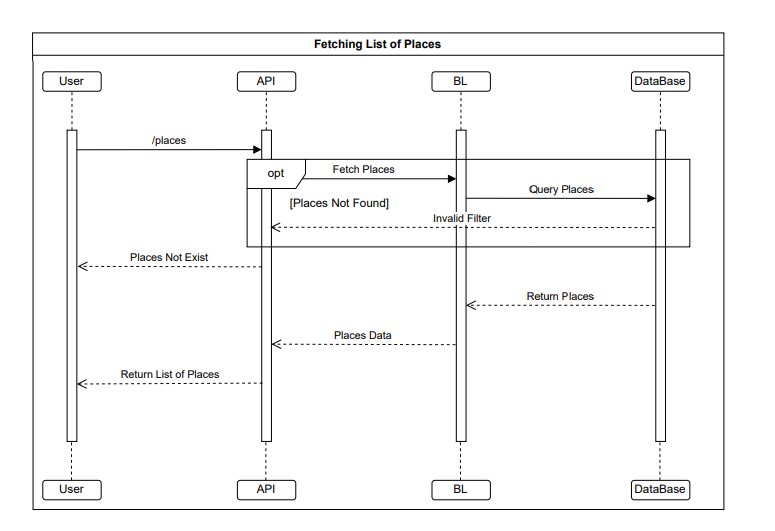 Fetching List of Places
User
API
BL
DataBase
/places
opt
Fetch Places
Query Places
[Places Not Found]
Invalid Filter
Places Not Exist
Return Places
Places Data
Return List of Places
User
API
BL
DataBase